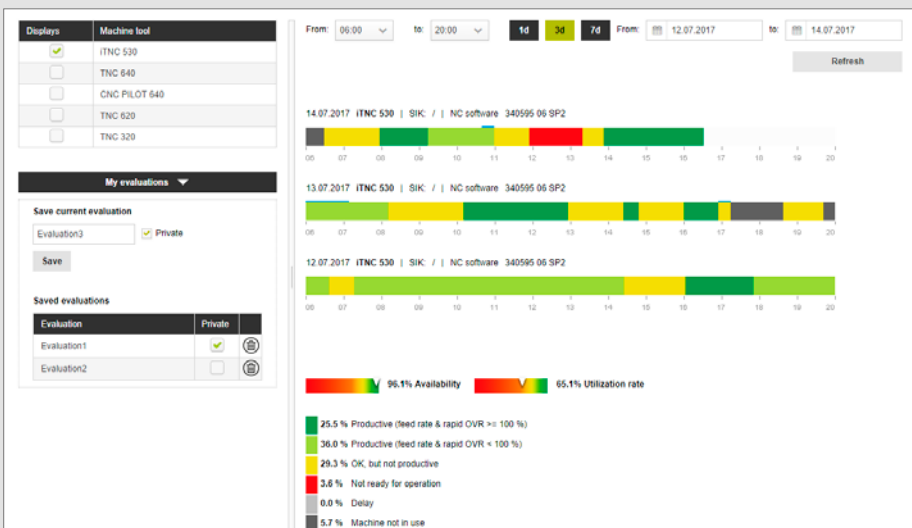 Displays Machine tool
iTNC 530
TNC 640
CNC PILOT 640
TNC 620
TNC 320
My evaluations
Save current evaluation
Evaluation3 Private
Save
Saved evaluations
Evaluation Private
Evaluation1
Evaluation2
From: 06:00 to: 20:00 1d 3d 7d From: 12.07.2017 to: 14.07.2017
Refresh
14.07.2017 iTNC 530 | SIK: / | NC software 340595 06 SP2
06 07 08 09 10 11 12 13 14 15 16 17 18 19 20
13.07.2017 iTNC 530 | SIK: / | NC software 340595 06 SP2
06 07 08 09 10 11 12 13 14 15 16 17 18 19 20
12.07.2017 iTNC 530 | SIK: / | NC software 340595 06 SP2
06 07 08 09 10 11 12 13 14 15 16 17 18 19 20
96.1% Availability 65.1% Utilization rate
25.5 % Productive (feed rate & rapid OVR >= 100 %)
36.0 % Productive (feed rate & rapid OVR < 100 %)
29.3 % OK, but not productive
3.6 % Not ready for operation
0.0 % Delay
5.7 % Machine not in use